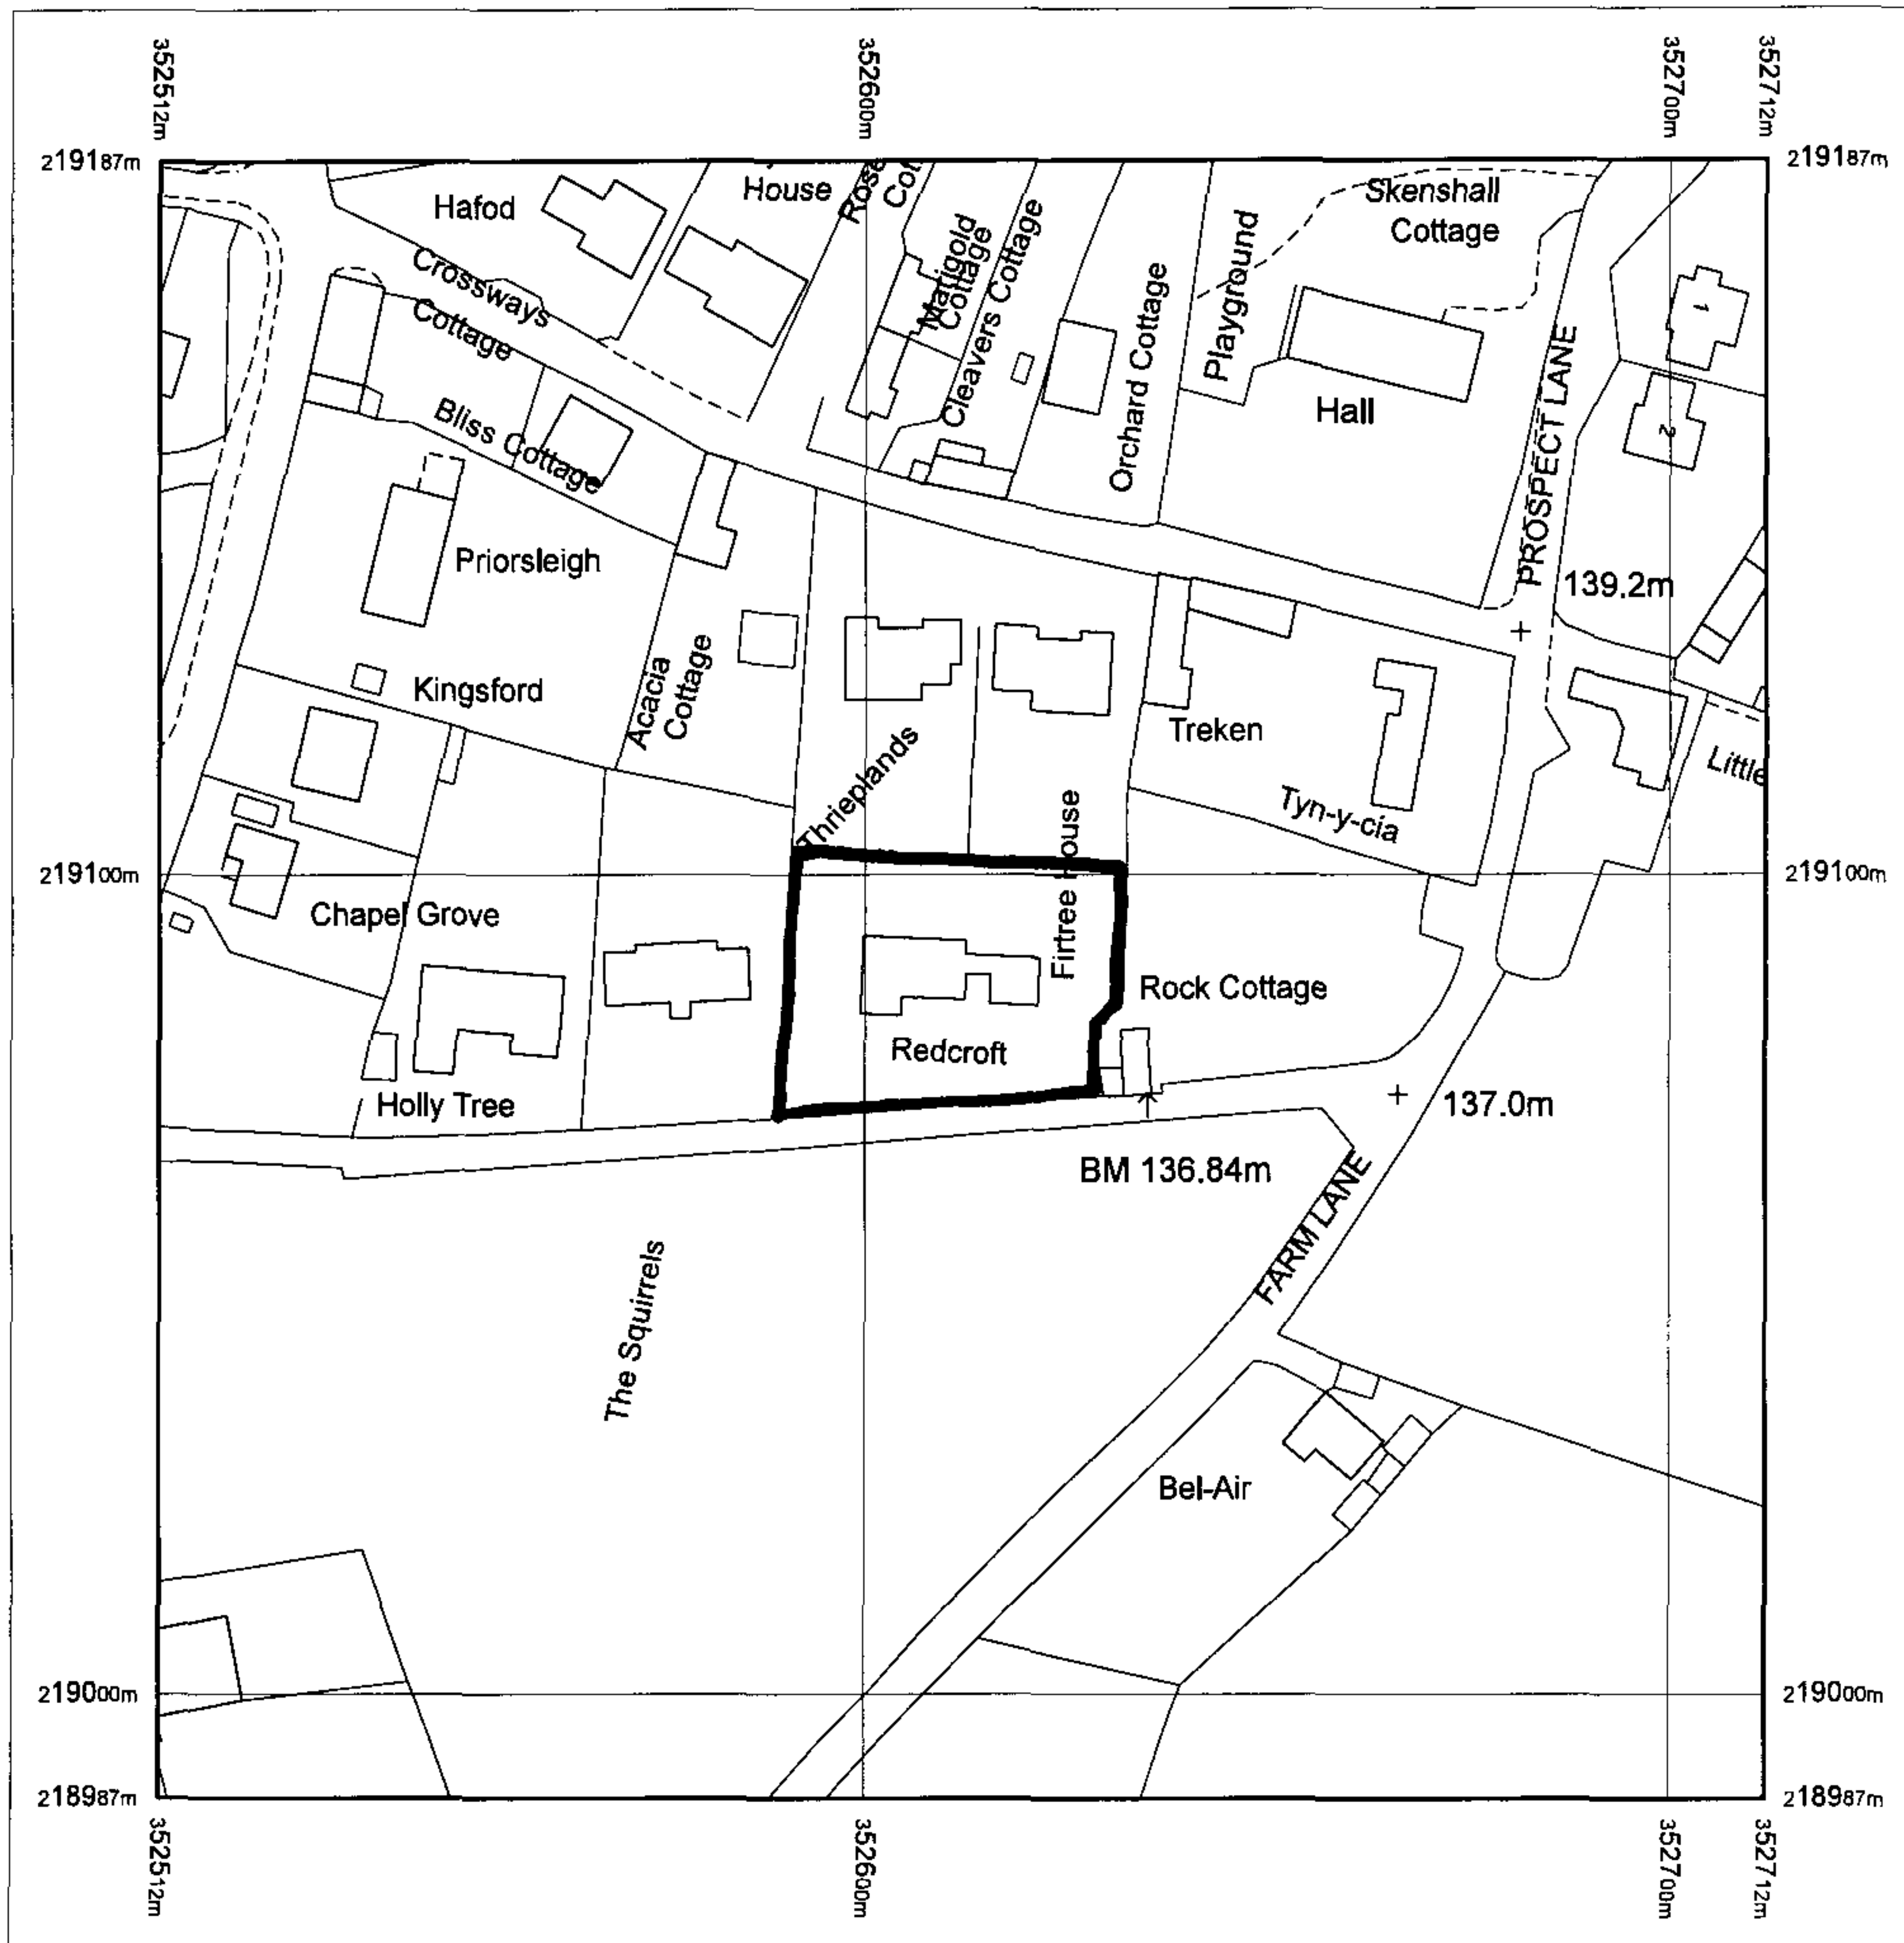 352512m
352600m
352700m
352712m
219187m
219187m
Hafod
House
Rose
Cot
Skenshall
Cottage
Marigold
Cottage
Cleavers Cottage
Playground
Crossways
Cottage
Orchard Cottage
1
2
Hall
PROSPECT LANE
Bliss Cottage
Priorsleigh
139.2m
Kingsford
Acacia
Cottage
Treken
Little
Thrieplands
Tyn-y-cia
Firtree House
219100m
219100m
Chapel Grove
Rock Cottage
Redcroft
Holly Tree
137.0m
BM 136.84m
FARM LANE
The Squirrels
Bel-Air
219000m
219000m
218987m
218987m
352512m
352600m
352700m
352712m